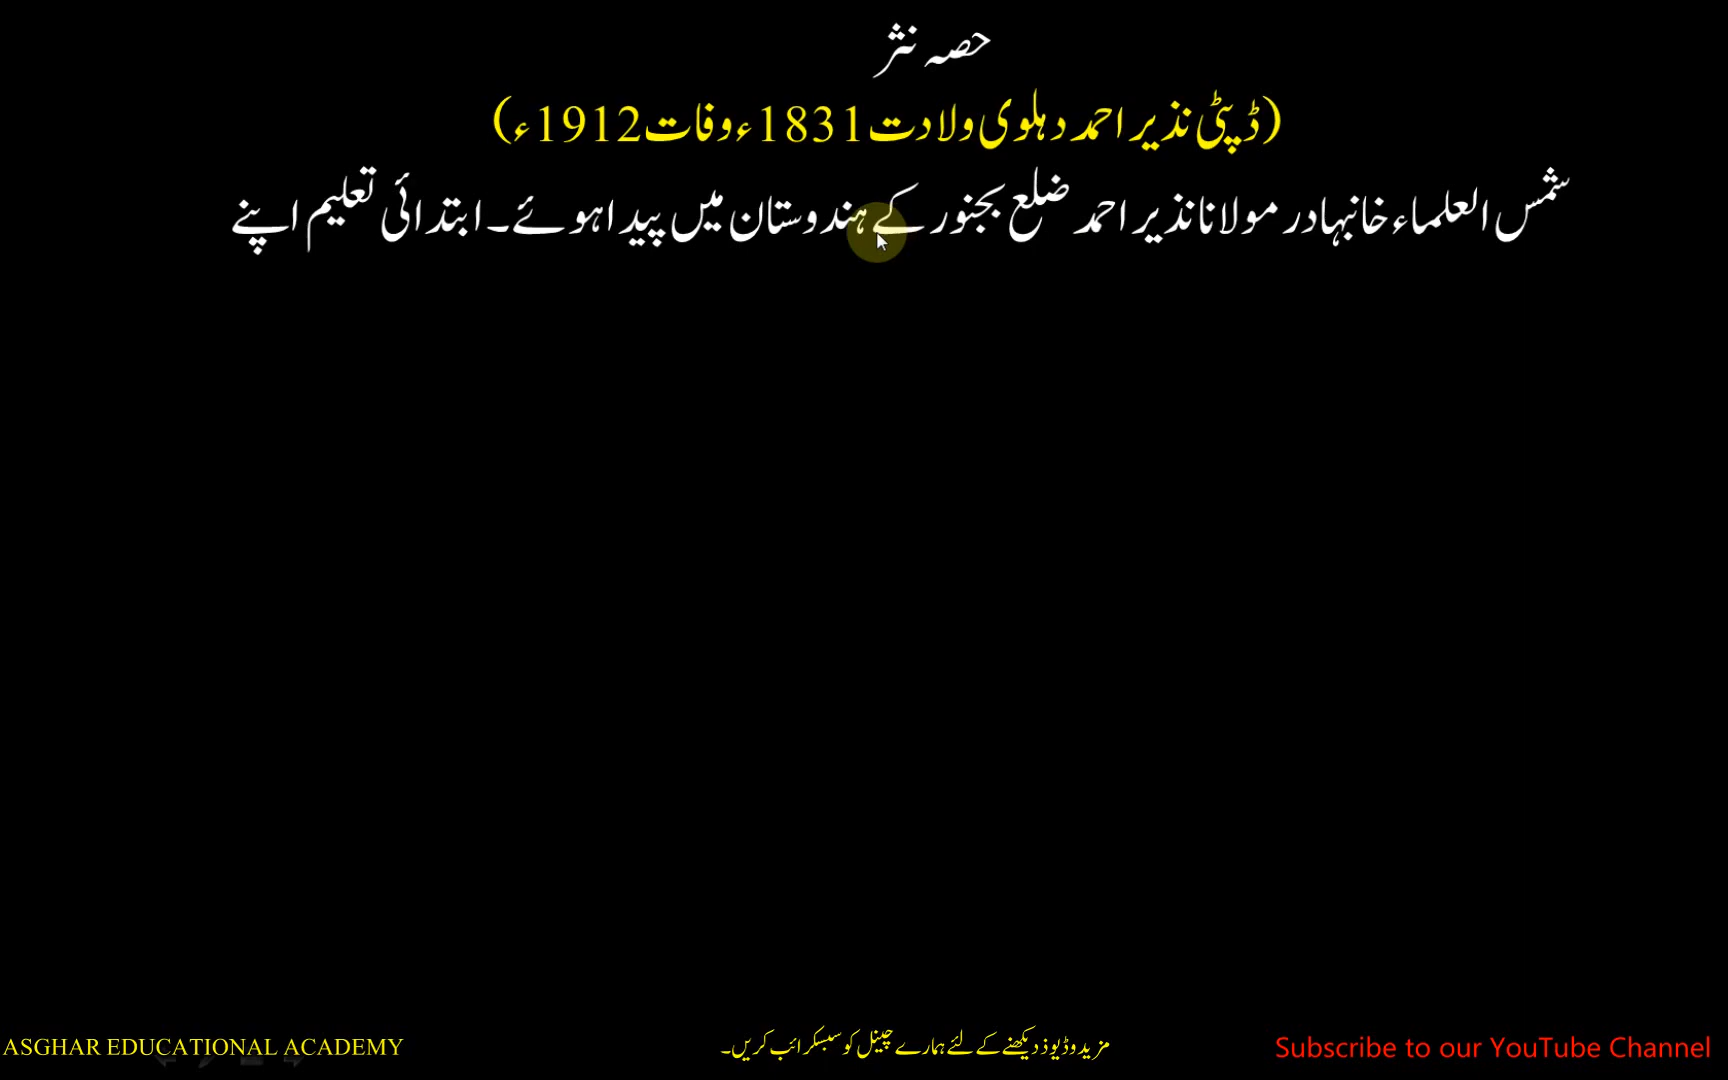 حصہ نثر
(ڈپٹی نذیر احمد دہلوی ولادت 1831ء وفات 1912ء)
شمس العلماء خانبہادر مولانا نذیر احمد ضلع بجنور کے ہندوستان میں پیدا ہوئے۔ ابتدائی تعلیم اپنے
ASGHAR EDUCATIONAL ACADEMY
مزید وڈیوذ دیکھنے کے لئے ہمارے چینل کو سبسکرائب کریں۔
Subscribe to our YouTube Channel